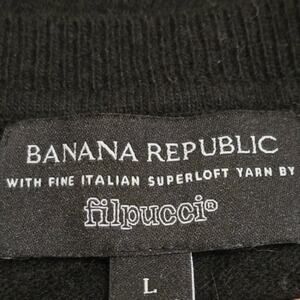 BANANA REPUBLIC
WITH FINE ITALIAN SUPERLOFT YARN BY
filpucci®
L